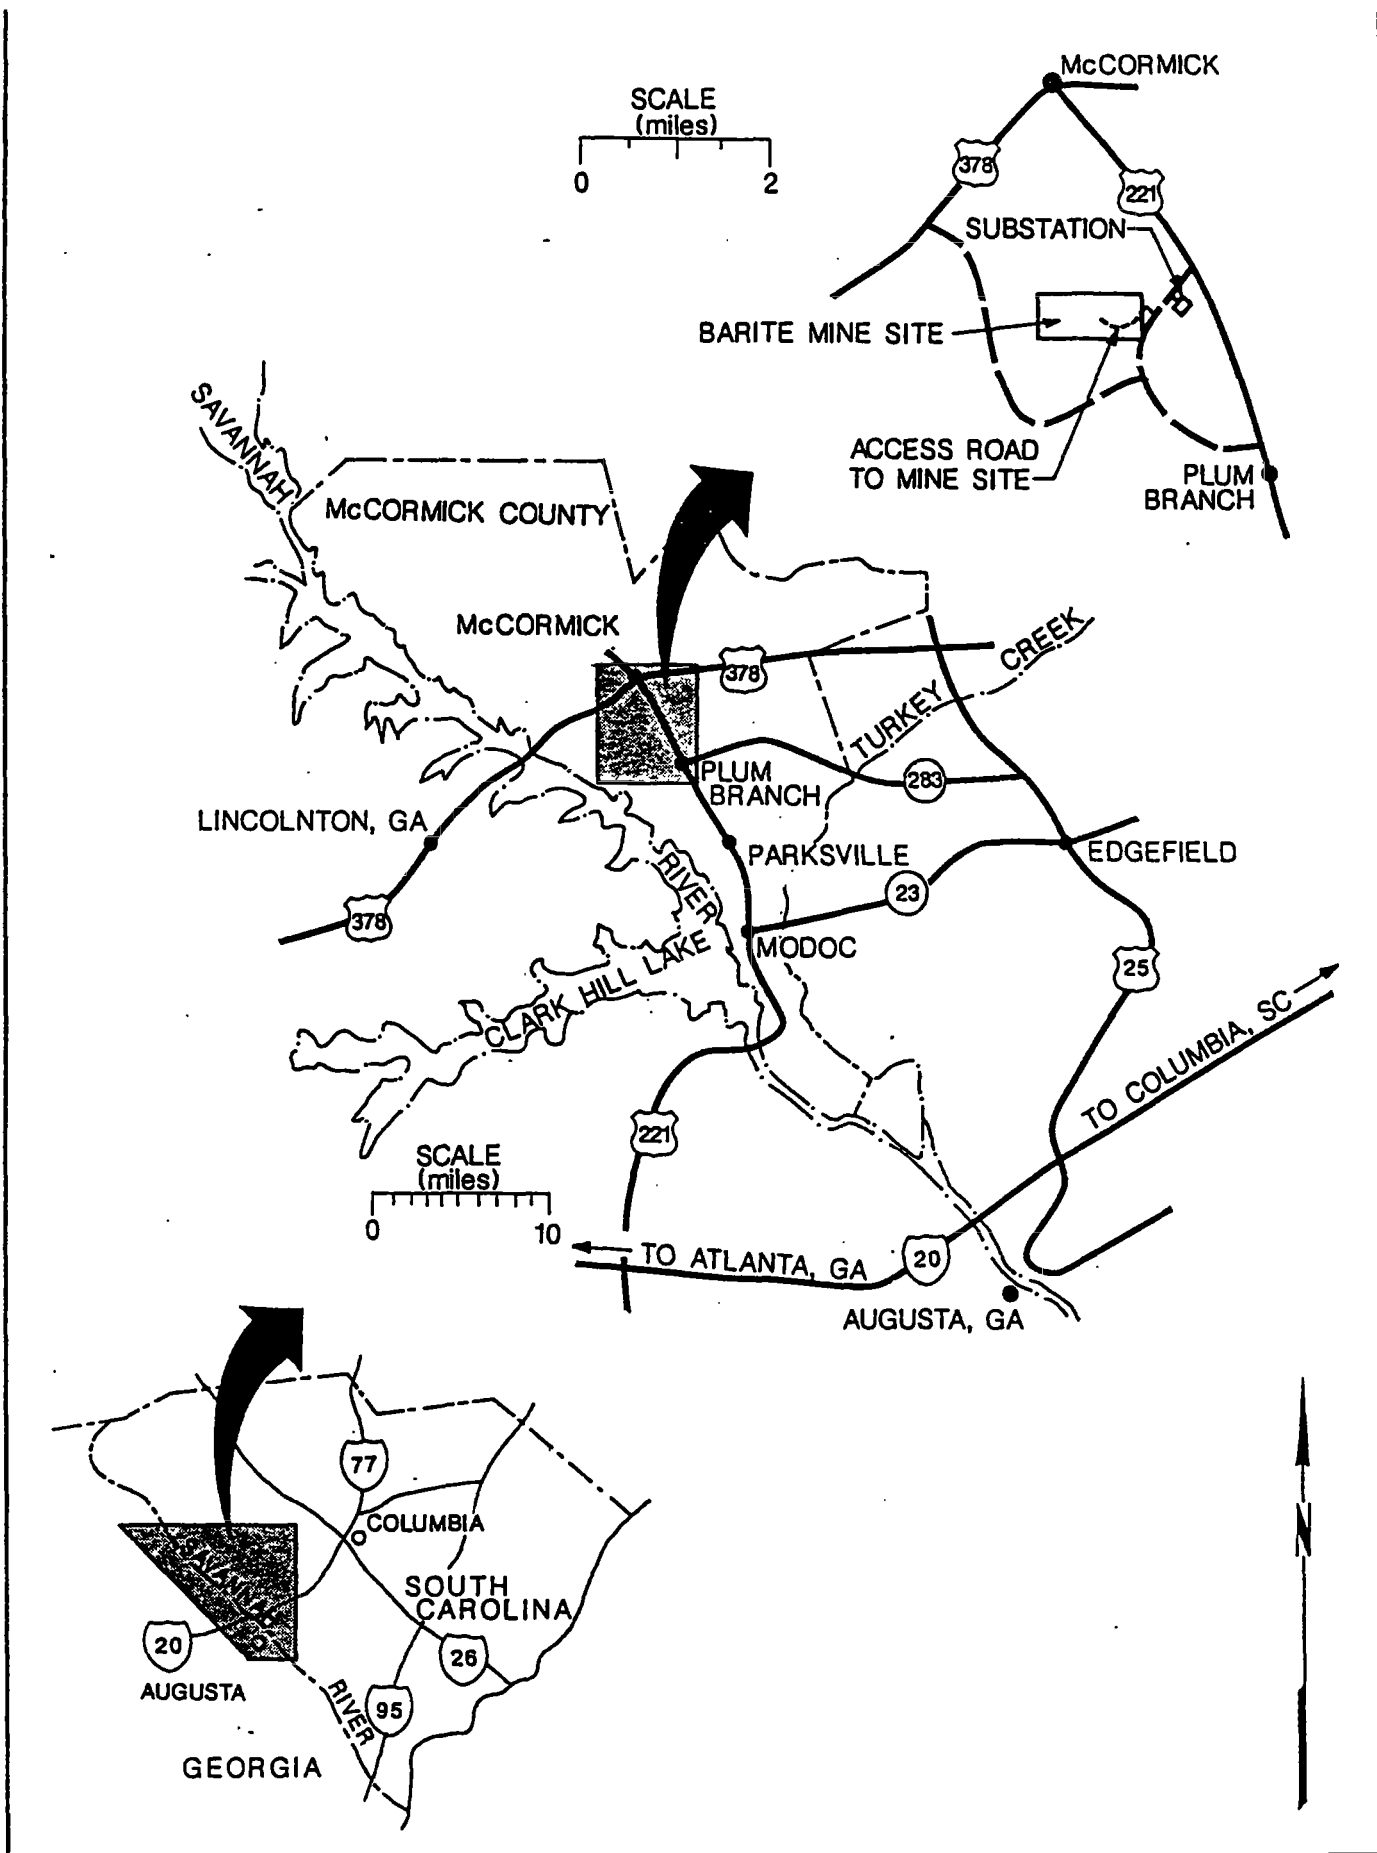 McCORMICK
SCALE
(miles)
0 2
378
221
SUBSTATION
BARITE MINE SITE
ACCESS ROAD
TO MINE SITE
PLUM
BRANCH
SAVANNAH
McCORMICK COUNTY
McCORMICK
378
CREEK
TURKEY
PLUM
BRANCH
283
LINCOLNTON, GA
PARKSVILLE
EDGEFIELD
RIVER
23
378
MODOC
25
CLARK HILL LAKE
TO COLUMBIA, SC
221
SCALE
(miles)
0 10
TO ATLANTA, GA
20
AUGUSTA, GA
77
COLUMBIA
SAVANNAH
SOUTH
CAROLINA
20
26
AUGUSTA
RIVER
95
GEORGIA
N